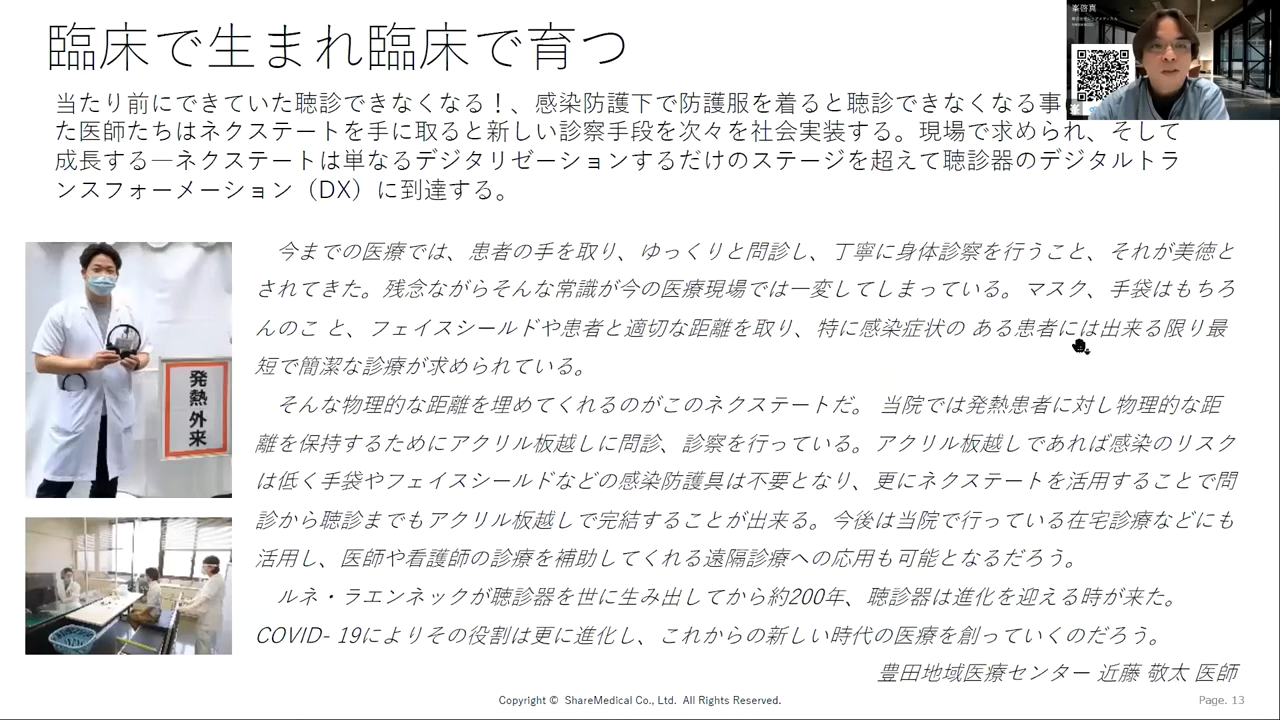 臨床で生まれ臨床で育つ
峯啓真
当たり前にできていた聴診できなくなる！、感染防護下で防護服を着ると聴診できなくなる事
た医師たちはネクステートを手に取ると新しい診察手段を次々を社会実装する。現場で求められ、そして
成長する―ネクステートは単なるデジタリゼーションするだけのステージを超えて聴診器のデジタルトラ
ンスフォーメーション（DX）に到達する。
今までの医療では、患者の手を取り、ゆっくりと問診し、丁寧に身体診察を行うこと、それが美徳と
されてきた。残念ながらそんな常識が今の医療現場では一変してしまっている。マスク、手袋はもちろ
んのこ と、フェイスシールドや患者と適切な距離を取り、特に感染症状の ある患者には出来る限り最
短で簡潔な診療が求められている。
そんな物理的な距離を埋めてくれるのがこのネクステートだ。 当院では発熱患者に対し物理的な距
離を保持するためにアクリル板越しに問診、診察を行っている。アクリル板越しであれば感染のリスク
は低く手袋やフェイスシールドなどの感染防護具は不要となり、更にネクステートを活用することで問
診から聴診までもアクリル板越しで完結することが出来る。今後は当院で行っている在宅診療などにも
活用し、医師や看護師の診療を補助してくれる遠隔診療への応用も可能となるだろう。
ルネ・ラエンネックが聴診器を世に生み出してから約200年、聴診器は進化を迎える時が来た。
COVID- 19によりその役割は更に進化し、これからの新しい時代の医療を創っていくのだろう。
豊田地域医療センター 近藤 敬太 医師
発熱外来
Copyright © ShareMedical Co., Ltd. All Rights Reserved.
Page. 13